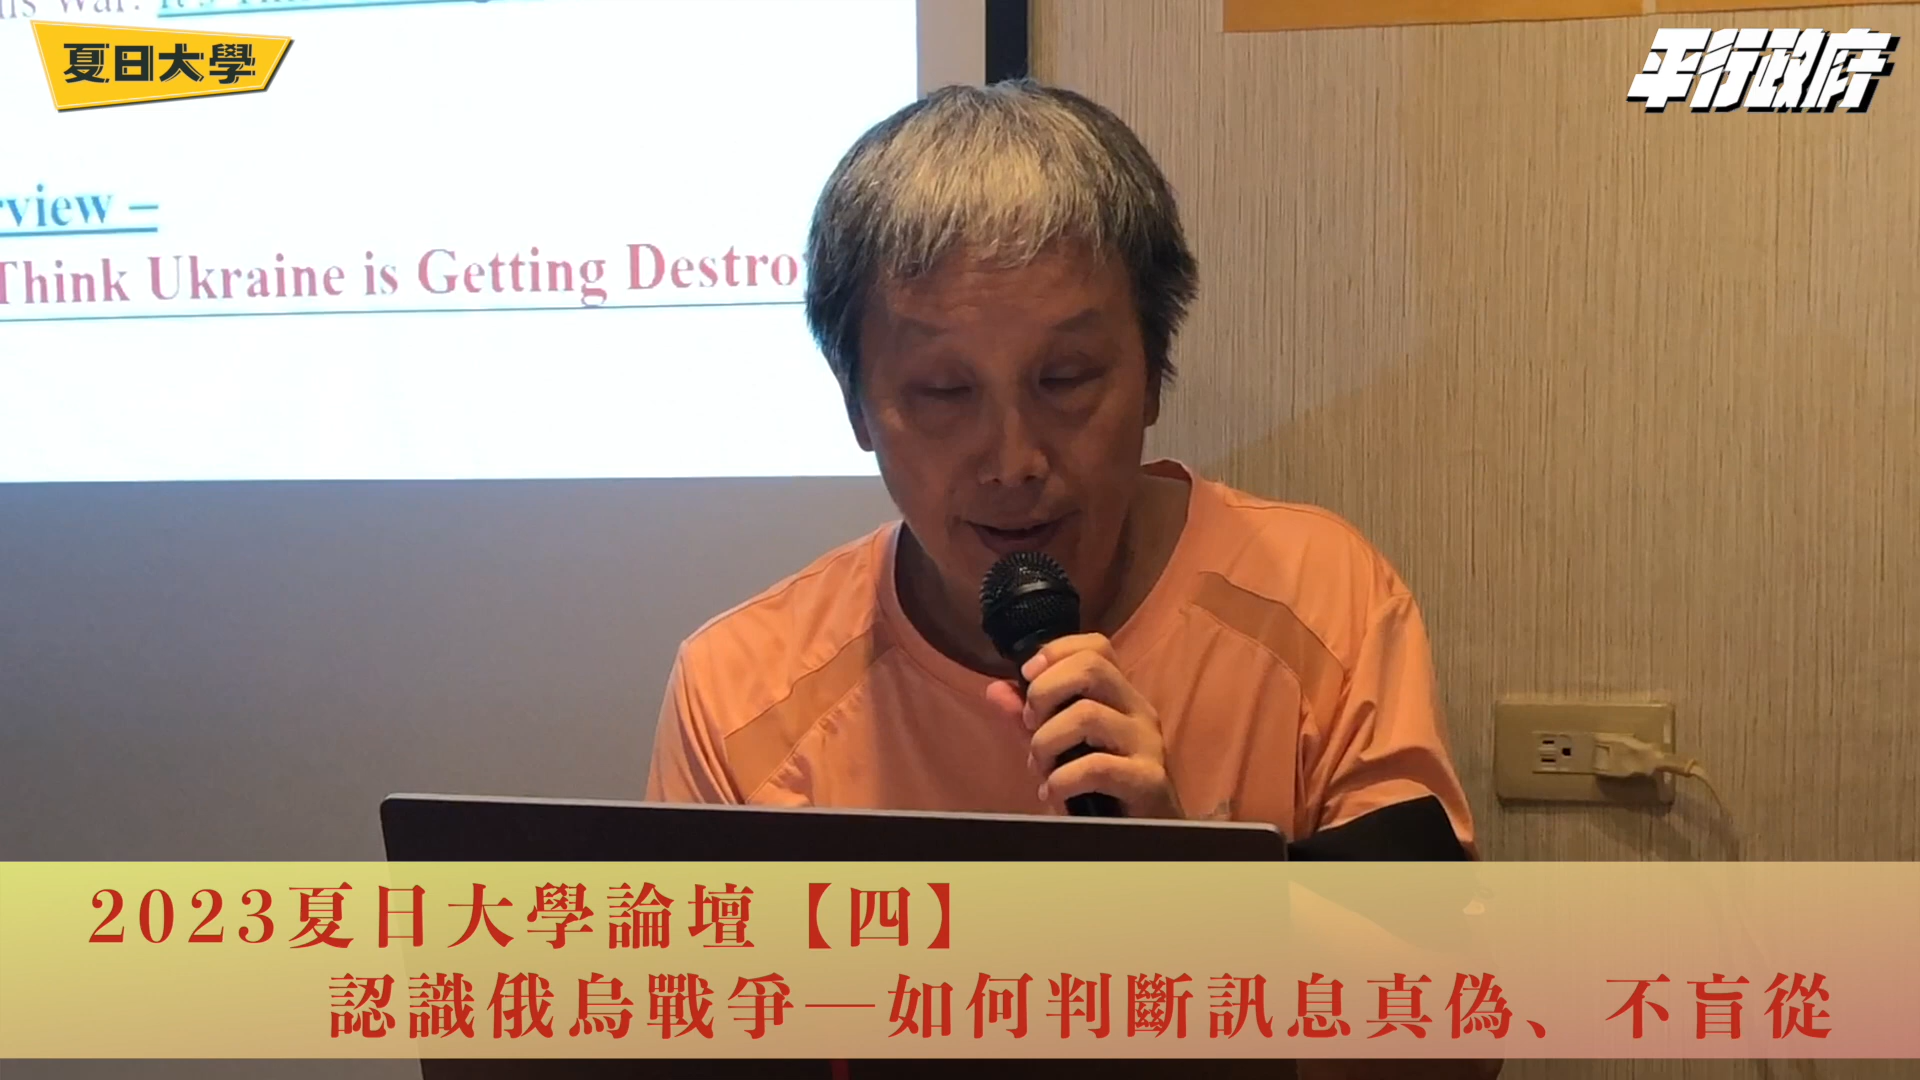 War:
夏日大學
平行政府
view –
Think Ukraine is Getting
2023夏日大學論壇【四】
認識俄烏戰爭—如何判斷訊息真偽、不盲從